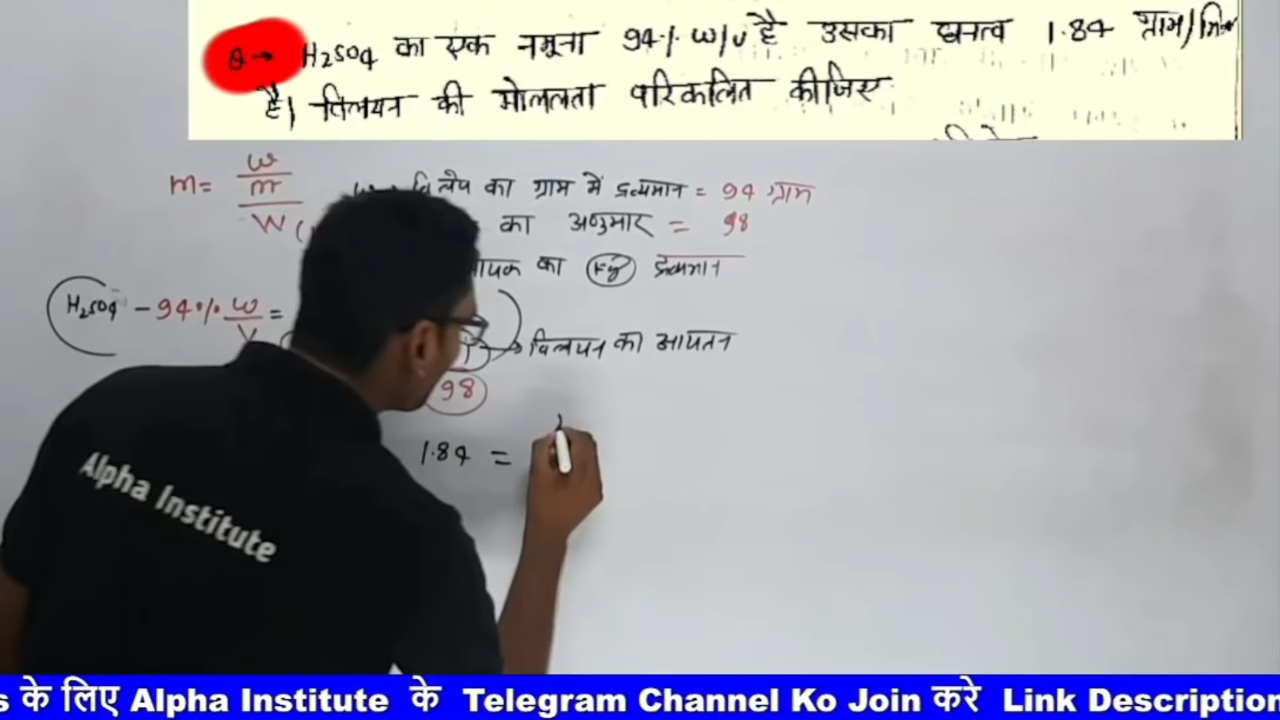 Q → H₂SO₄ का एक नमूना 94% w/v है उसका घनत्व 1.84 ग्राम/मि
है। विलयन की मोललता परिकलित कीजिए
m = w/m / W (
विलेय का ग्राम में द्रव्यमान = 94 ग्राम
का अणुभार = 98
का (Kg) द्रव्यमान
H₂SO₄ - 94% w/v =
→ विलयन का आयतन
98
1.84 =
Alpha Institute
के लिए Alpha Institute के Telegram Channel Ko Join करे Link Description